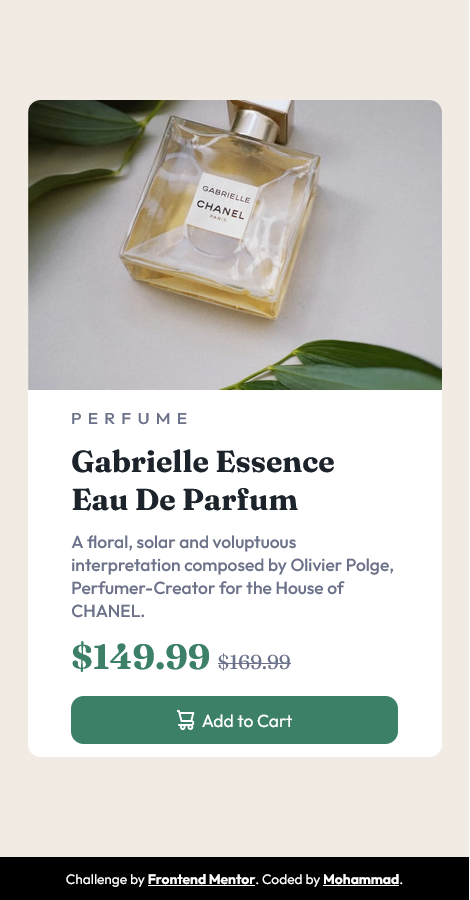 GABRIELLE
CHANEL
PARIS
PERFUME
Gabrielle Essence
Eau De Parfum
A floral, solar and voluptuous
interpretation composed by Olivier Polge,
Perfumer-Creator for the House of
CHANEL.
$149.99 $169.99
Add to Cart
Challenge by Frontend Mentor. Coded by Mohammad.